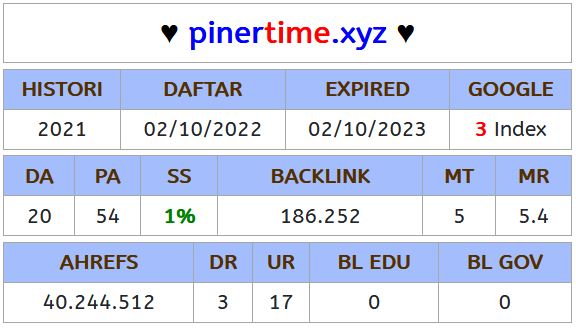 ♥ pinertime.xyz ♥
HISTORI DAFTAR EXPIRED GOOGLE
2021 02/10/2022 02/10/2023 3 Index
DA PA SS BACKLINK MT MR
20 54 1% 186.252 5 5.4
AHREFS DR UR BL EDU BL GOV
40.244.512 3 17 0 0